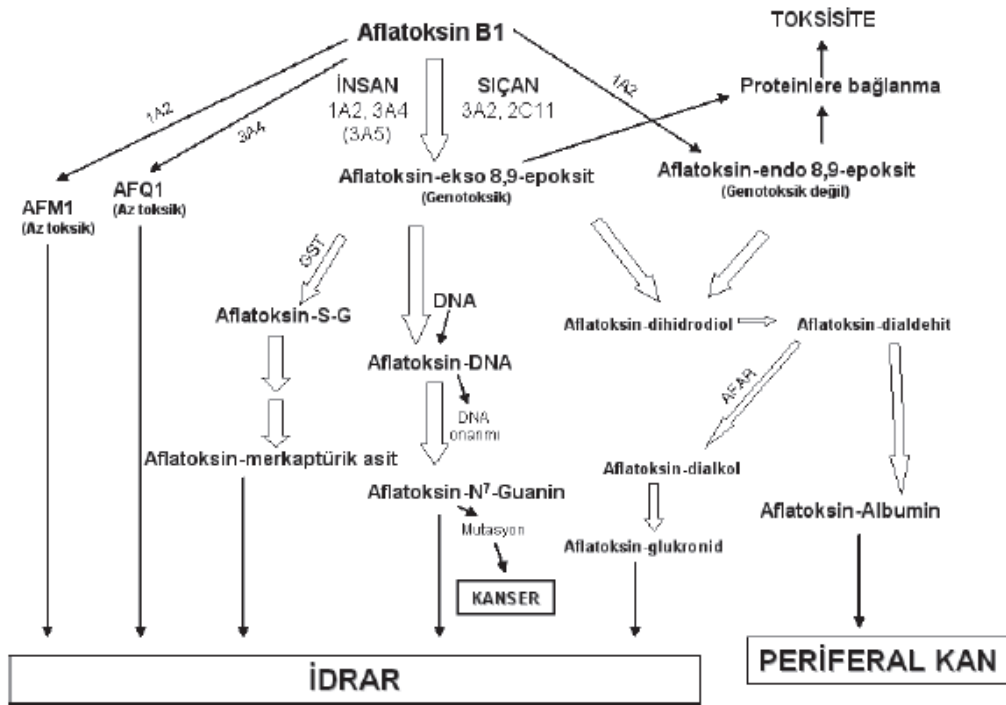 Aflatoksin B1
TOKSİSİTE
İNSAN
1A2, 3A4
(3A5)
SIÇAN
3A2, 2C11
1A2
3A4
1A2
Proteinlere bağlanma
Aflatoksin-ekso 8,9-epoksit
(Genotoksik)
Aflatoksin-endo 8,9-epoksit
(Genotoksik değil)
AFM1
(Az toksik)
AFQ1
(Az toksik)
GST
DNA
Aflatoksin-S-G
Aflatoksin-dihidrodiol
Aflatoksin-dialdehit
Aflatoksin-DNA
AFAR
DNA
onarımı
Aflatoksin-merkaptürik asit
Aflatoksin-dialkol
Aflatoksin-N⁷-Guanin
Aflatoksin-Albumin
Mutasyon
Aflatoksin-glukronid
KANSER
İDRAR
PERİFERAL KAN